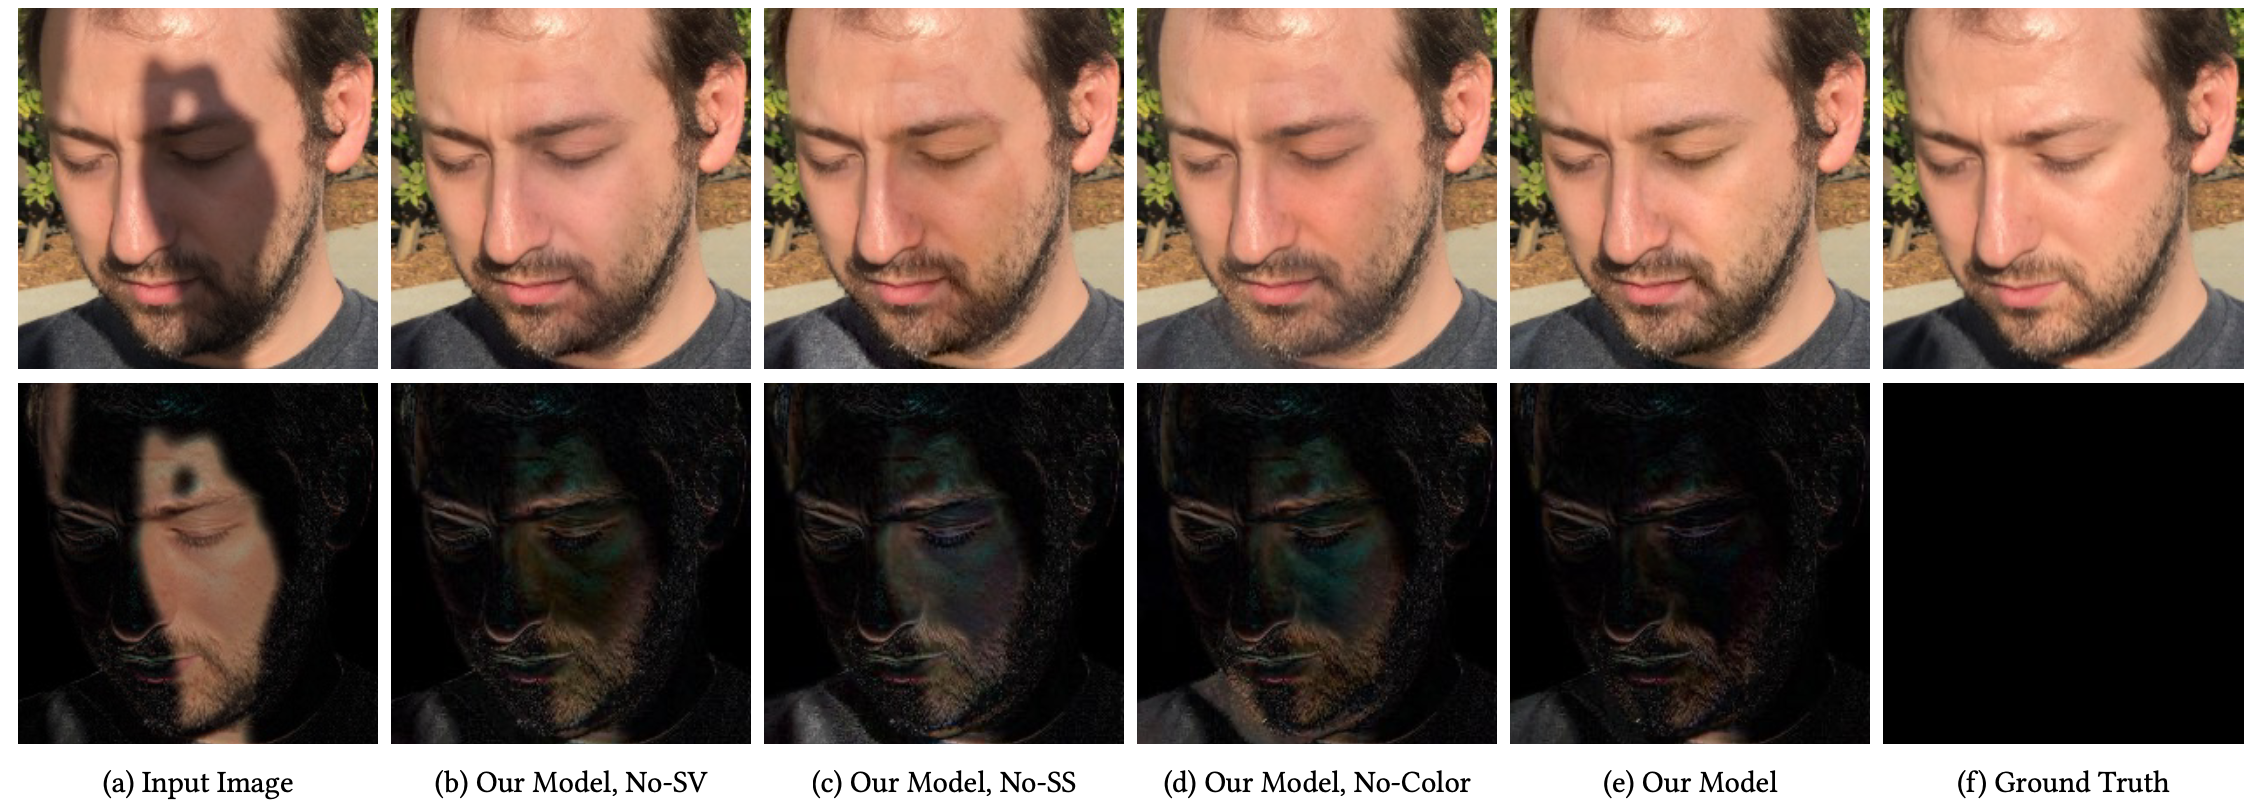 (a) Input Image
(b) Our Model, No-SV
(c) Our Model, No-SS
(d) Our Model, No-Color
(e) Our Model
(f) Ground Truth